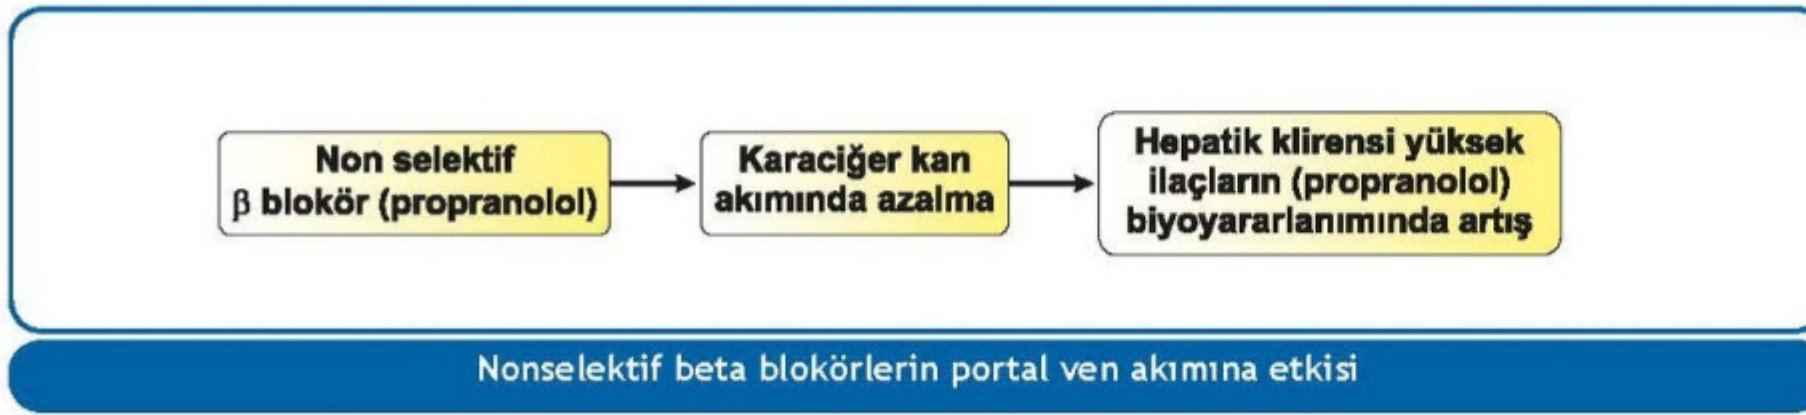 Non selektif
β blokör (propranolol)
Karaciğer kan
akımında azalma
Hepatik klirensi yüksek
ilaçların (propranolol)
biyoyararlanımında artış
Nonselektif beta blokörlerin portal ven akımına etkisi